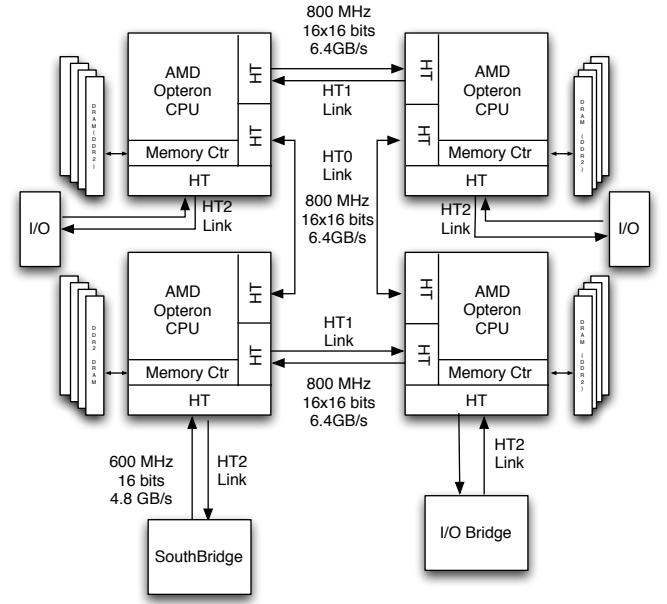 800 MHz
16x16 bits
6.4GB/s
AMD
Opteron
CPU
HT
HT
Memory Ctr
HT
DRAM(DDR2)
HT1
Link
HT
HT
AMD
Opteron
CPU
Memory Ctr
HT
DRAM (DDR2)
HT0
Link
800 MHz
16x16 bits
6.4GB/s
I/O
HT2
Link
HT2
Link
I/O
AMD
Opteron
CPU
HT
HT
Memory Ctr
HT
DDR2 DRAM
HT1
Link
800 MHz
16x16 bits
6.4GB/s
HT
HT
AMD
Opteron
CPU
Memory Ctr
HT
DRAM (DDR2)
600 MHz
16 bits
4.8 GB/s
HT2
Link
HT2
Link
SouthBridge
I/O Bridge